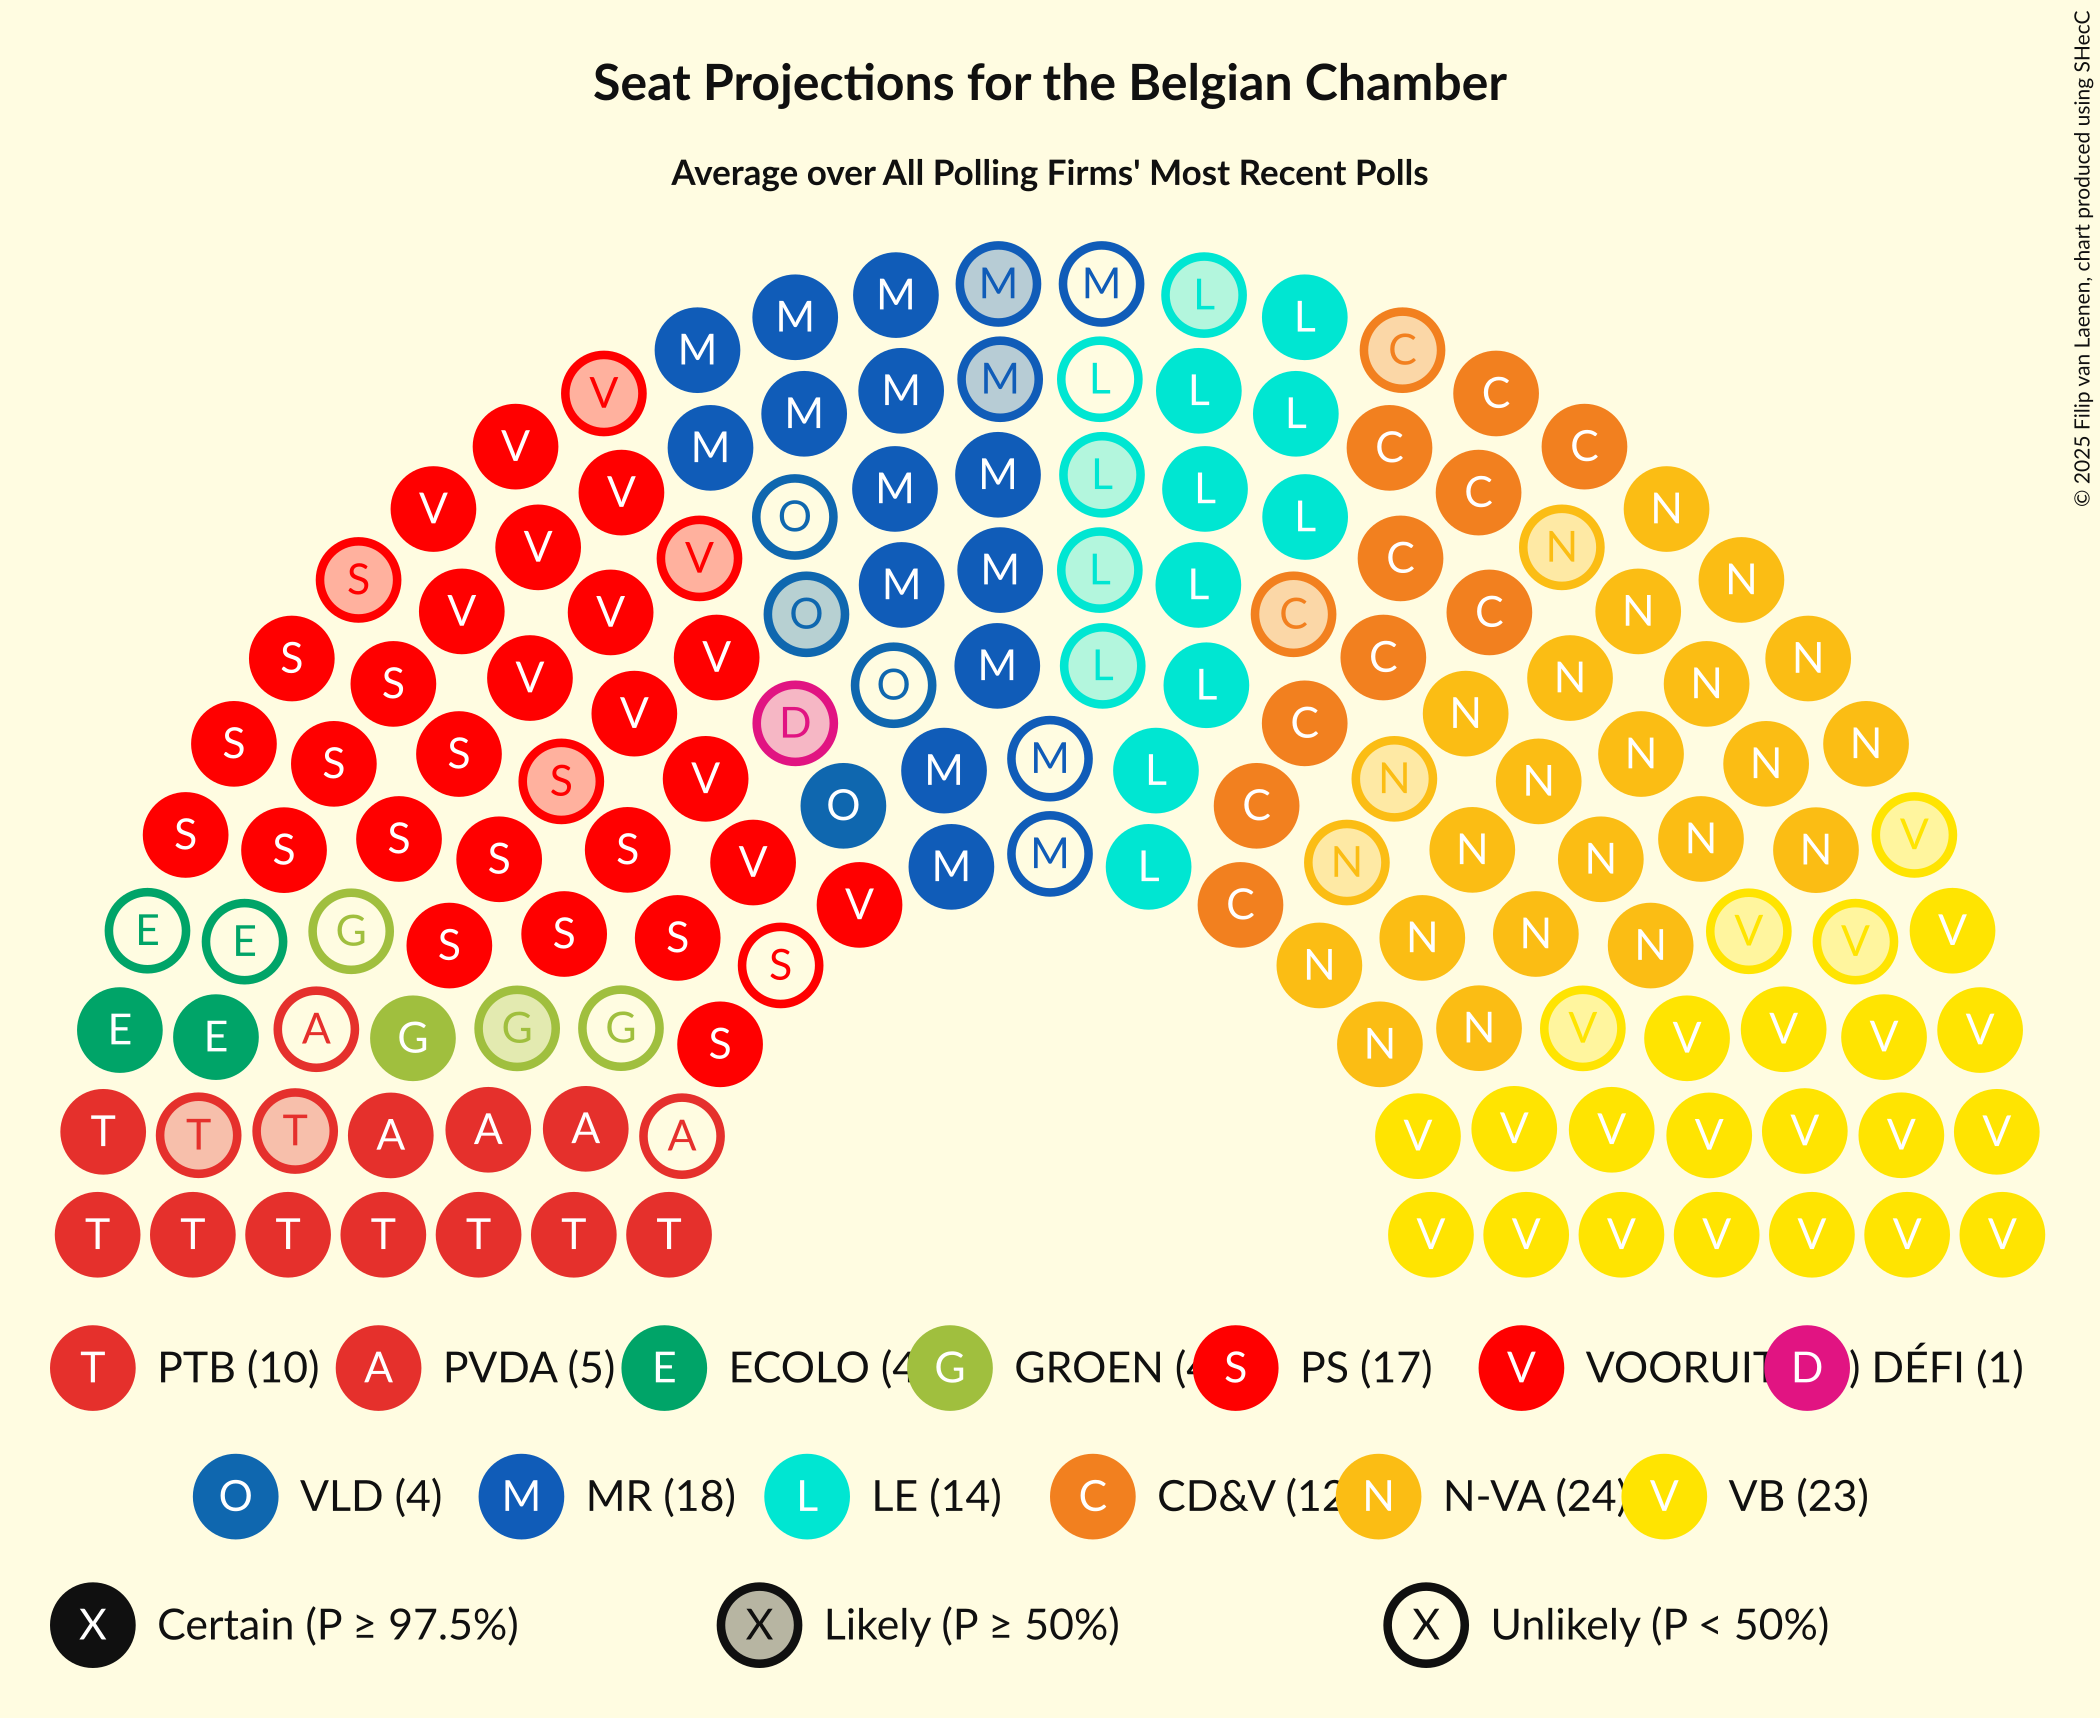 © 2025 Filip van Laenen, chart produced using SHecC
Seat Projections for the Belgian Chamber
Average over All Polling Firms' Most Recent Polls
M M
M L
M L
M C
V M M L L C
M L
V M C C
V V M M L L C N
O L
S V V M M L L C N N
V V O C C N
S S V V O M L L C N N N
V D C N
S S S S V M M L N N N N N
O C
S S S S S V M M L N N N N N V
V C
E E G S S S S N N N N V V V
E E A G G G S N N V V V V V
T T T A A A A V V V V V V V
T T T T T T T V V V V V V V
T PTB (10) A PVDA (5) E ECOLO (4 G GROEN (4 S PS (17) V VOORUIT D ) DÉFI (1)
O VLD (4) M MR (18) L LE (14) C CD&V (12 N N-VA (24) V VB (23)
X Certain (P ≥ 97.5%) X Likely (P ≥ 50%) X Unlikely (P < 50%)